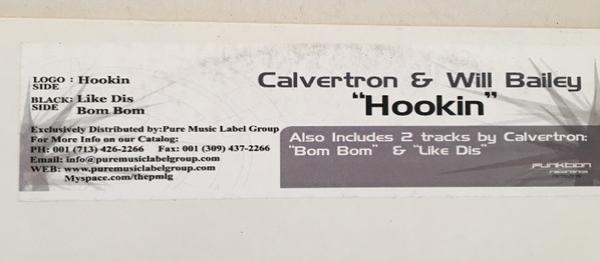 LOGO : Hookin
SIDE
BLACK: Like Dis
SIDE Bom Bom
Exclusively Distributed by:Pure Music Label Group
For More Info on our Catalog:
PH: 001 (713) 426-2266 Fax: 001 (309) 437-2266
Email: info@puremusiclabelgroup.com
WEB: www.puremusiclabelgroup.com
Myspace.com/thepmlg
Calvertron & Will Bailey
"Hookin"
Also Includes 2 tracks by Calvertron:
"Bom Bom" & "Like Dis"
FUNKTION
recordings